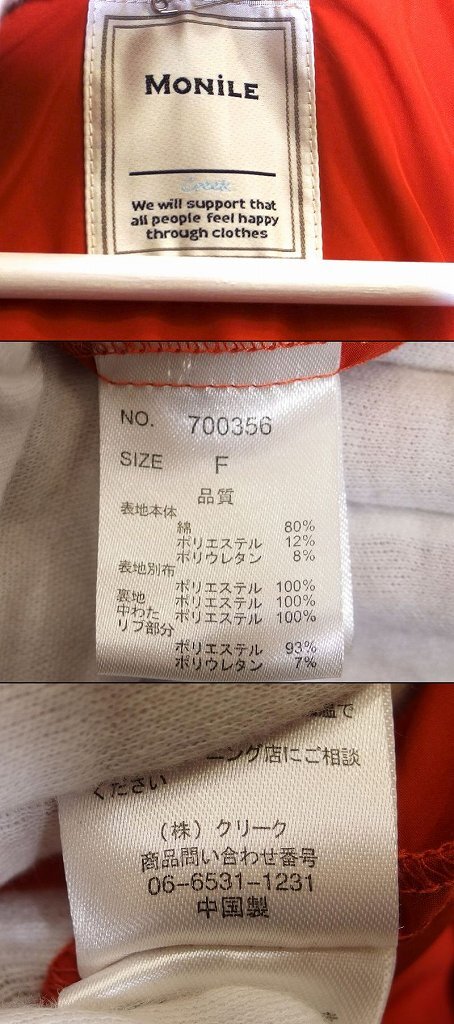 MONiLE
Creek
We will support that
all people feel happy
through clothes
NO. 700356
SIZE F
品質
表地本体
綿 80%
ポリエステル 12%
ポリウレタン 8%
表地別布
ポリエステル 100%
裏地 ポリエステル 100%
中わた ポリエステル 100%
リブ部分
ポリエステル 93%
ポリウレタン 7%
温で
ニング店にご相談
ください
(株) クリーク
商品問い合わせ番号
06-6531-1231
中国製